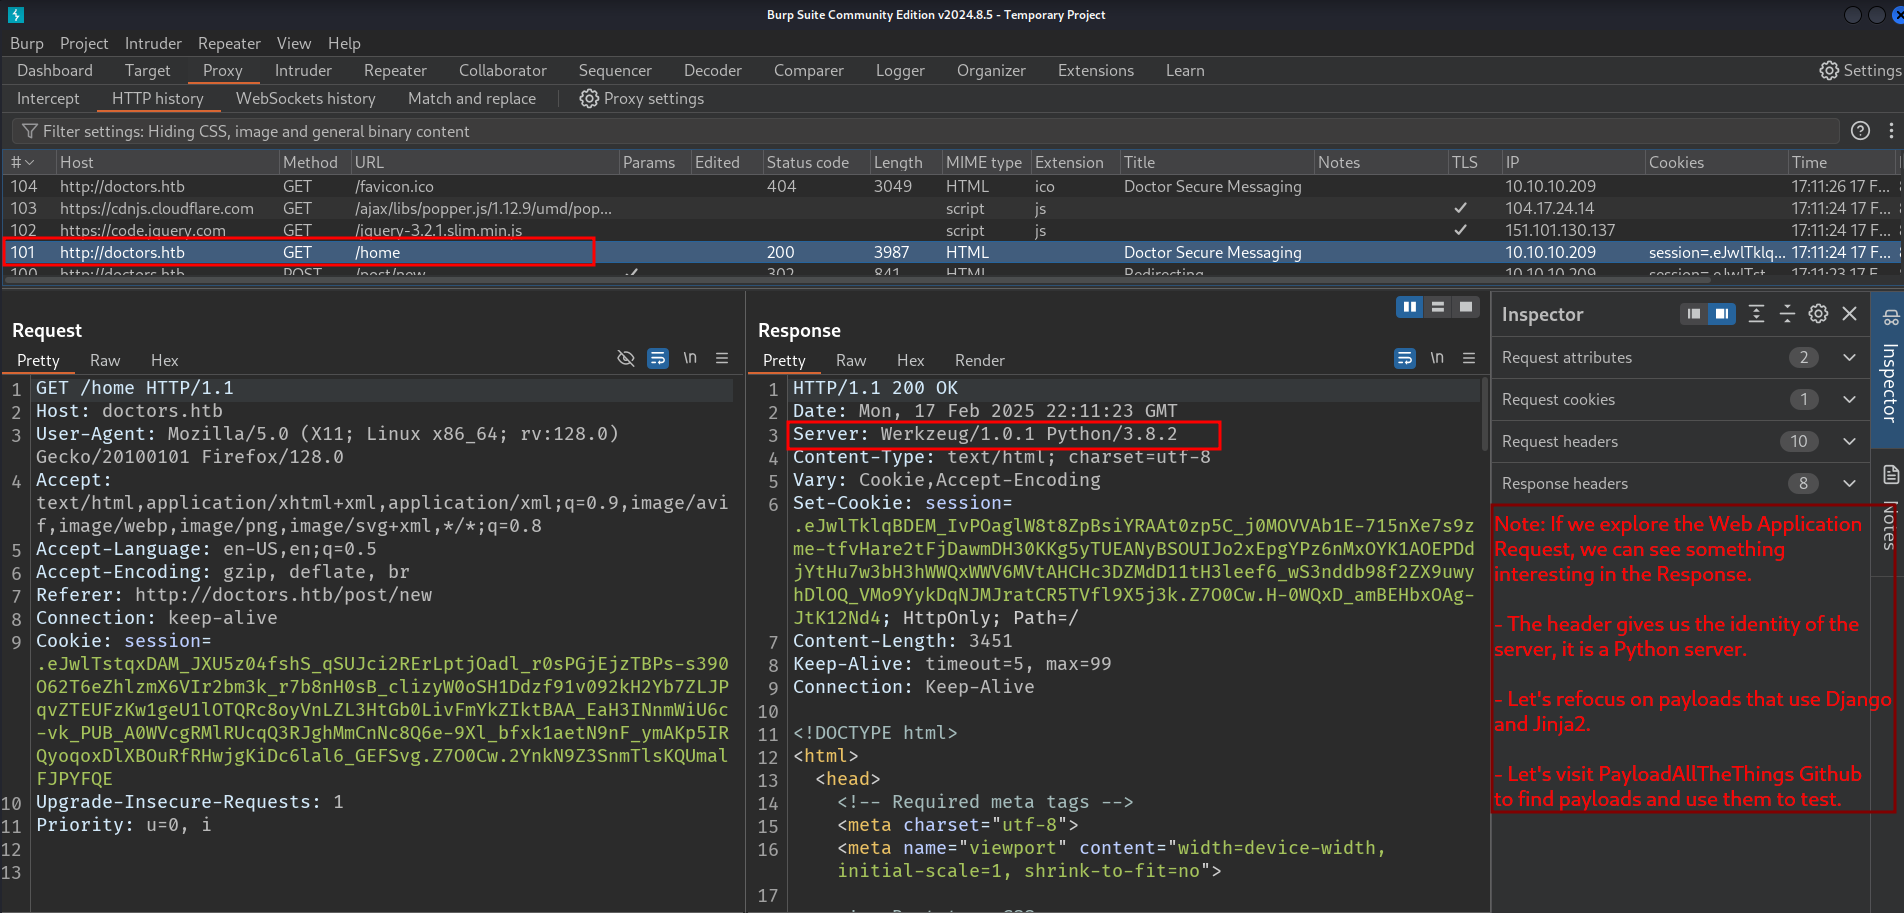 Burp Suite Community Edition v2024.8.5 - Temporary Project
Burp Project Intruder Repeater View Help
Dashboard Target Proxy Intruder Repeater Collaborator Sequencer Decoder Comparer Logger Organizer Extensions Learn Settings
Intercept HTTP history WebSockets history Match and replace Proxy settings
Filter settings: Hiding CSS, image and general binary content
# Host Method URL Params Edited Status code Length MIME type Extension Title Notes TLS IP Cookies Time
104 http://doctors.htb GET /favicon.ico 404 3049 HTML ico Doctor Secure Messaging 10.10.10.209 17:11:26 17 F...
103 https://cdnjs.cloudflare.com GET /ajax/libs/popper.js/1.12.9/umd/pop... script js ✓ 104.17.24.14 17:11:24 17 F...
102 https://code.jquery.com GET /jquery-3.2.1.slim.min.js script js ✓ 151.101.130.137 17:11:24 17 F...
101 http://doctors.htb GET /home 200 3987 HTML Doctor Secure Messaging 10.10.10.209 session=.eJwlTklq... 17:11:24 17 F...
100 http://doctors.htb POST /post/new ✓ 302 841 HTML Redirecting... 10.10.10.209 session=.eJwlTst... 17:11:23 17 F...
Request
Pretty Raw Hex
\n
1 GET /home HTTP/1.1
2 Host: doctors.htb
3 User-Agent: Mozilla/5.0 (X11; Linux x86_64; rv:128.0)
Gecko/20100101 Firefox/128.0
4 Accept:
text/html,application/xhtml+xml,application/xml;q=0.9,image/avi
f,image/webp,image/png,image/svg+xml,*/*;q=0.8
5 Accept-Language: en-US,en;q=0.5
6 Accept-Encoding: gzip, deflate, br
7 Referer: http://doctors.htb/post/new
8 Connection: keep-alive
9 Cookie: session=
.eJwlTstqxDAM_JXU5z04fshS_qSUJci2RErLptjOadl_r0sPGjEjzTBPs-s390
O62T6eZhlzmX6VIr2bm3k_r7b8nH0sB_clizyW0oSH1Ddzf91v092kH2Yb7ZLJP
qvZTEUFzKw1geU1lOTQRc8oyVnLZL3HtGb0LivFmYkZIktBAA_EaH3INnmWiU6c
-vk_PUB_A0WVcgRMlRUcqQ3RJghMmCnNc8Q6e-9Xl_bfxk1aetN9nF_ymAKp5IR
QyoqoxDlXBOuRfRHwjgKiDc6lal6_GEFSvg.Z7O0Cw.2YnkN9Z3SnmTlsKQUmal
FJPYFQE
10 Upgrade-Insecure-Requests: 1
11 Priority: u=0, i
12
13
Response
Pretty Raw Hex Render
\n
1 HTTP/1.1 200 OK
2 Date: Mon, 17 Feb 2025 22:11:23 GMT
3 Server: Werkzeug/1.0.1 Python/3.8.2
4 Content-Type: text/html; charset=utf-8
5 Vary: Cookie,Accept-Encoding
6 Set-Cookie: session=
.eJwlTklqBDEM_IvPOaglW8t8ZpBsiYRAAt0zp5C_j0MOVVAb1E-715nXe7s9z
me-tfvHare2tFjDawmDH30KKg5yTUEANyBSOUIJo2xEpgYPz6nMxOYK1AOEPDd
jYtHu7w3bH3hWWQxWWV6MVtAHCHc3DZMdD11tH3leef6_wS3nddb98f2ZX9uwy
hDlOQ_VMo9YykDqNJMJratCR5TVfl9X5j3k.Z7O0Cw.H-0WQxD_amBEHbxOAg-
JtK12Nd4; HttpOnly; Path=/
7 Content-Length: 3451
8 Keep-Alive: timeout=5, max=99
9 Connection: Keep-Alive
10
11 <!DOCTYPE html>
12 <html>
13 <head>
14 <!-- Required meta tags -->
15 <meta charset="utf-8">
16 <meta name="viewport" content="width=device-width,
initial-scale=1, shrink-to-fit=no">
17
Inspector
Request attributes 2
Request cookies 1
Request headers 10
Response headers 8
Note: If we explore the Web Application
Request, we can see something
interesting in the Response.
- The header gives us the identity of the
server, it is a Python server.
- Let's refocus on payloads that use Django
and Jinja2.
- Let's visit PayloadAllTheThings Github
to find payloads and use them to test.
Inspector
Notes